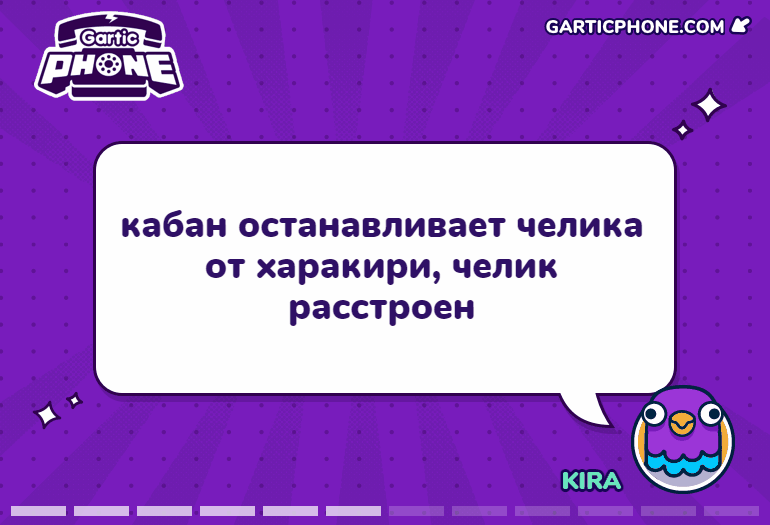 Gartic
PHONE
GARTICPHONE.COM
кабан останавливает челика
от харакири, челик
расстроен
KIRA